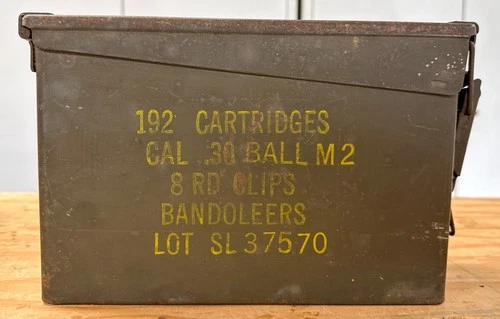 192 CARTRIDGES
CAL .30 BALL M2
8 RD CLIPS
BANDOLEERS
LOT SL 37570